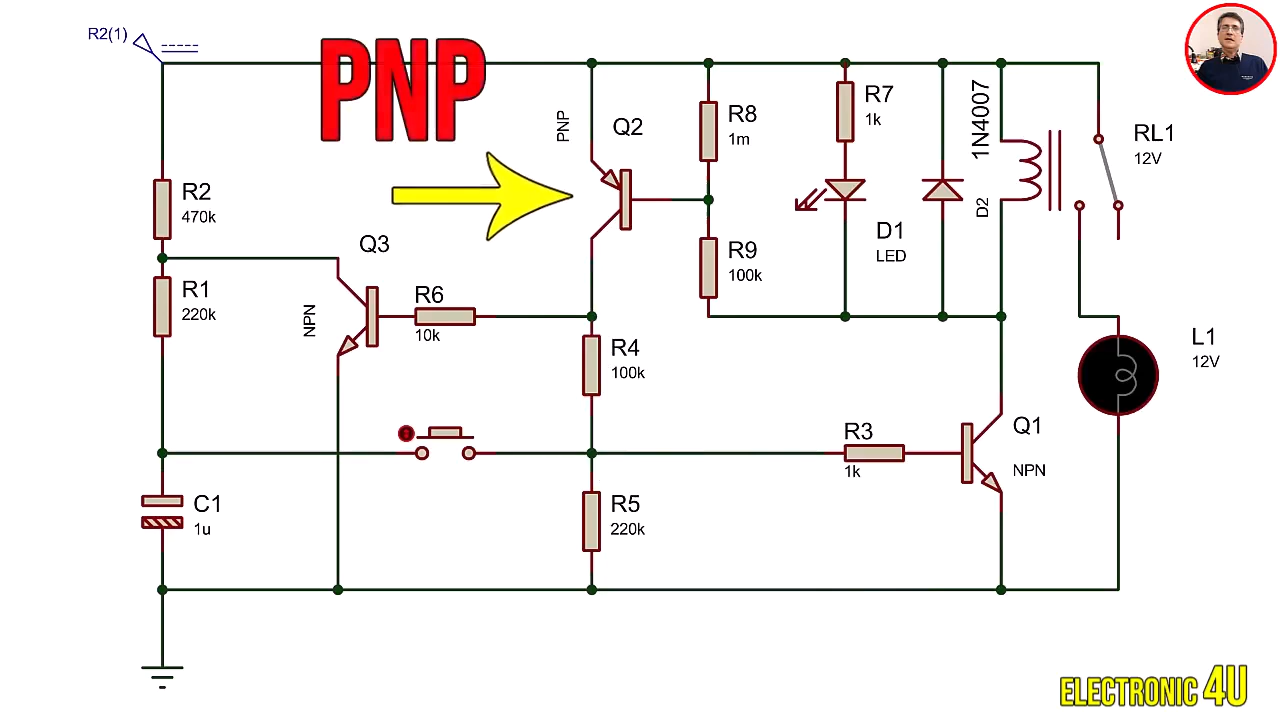 R2(1)
PNP
PNP
Q2
R8
1m
R7
1k
1N4007
D2
RL1
12V
R2
470k
Q3
NPN
R1
220k
R6
10k
R9
100k
D1
LED
R4
100k
L1
12V
R3
1k
Q1
NPN
C1
1u
R5
220k
ELECTRONIC 4U